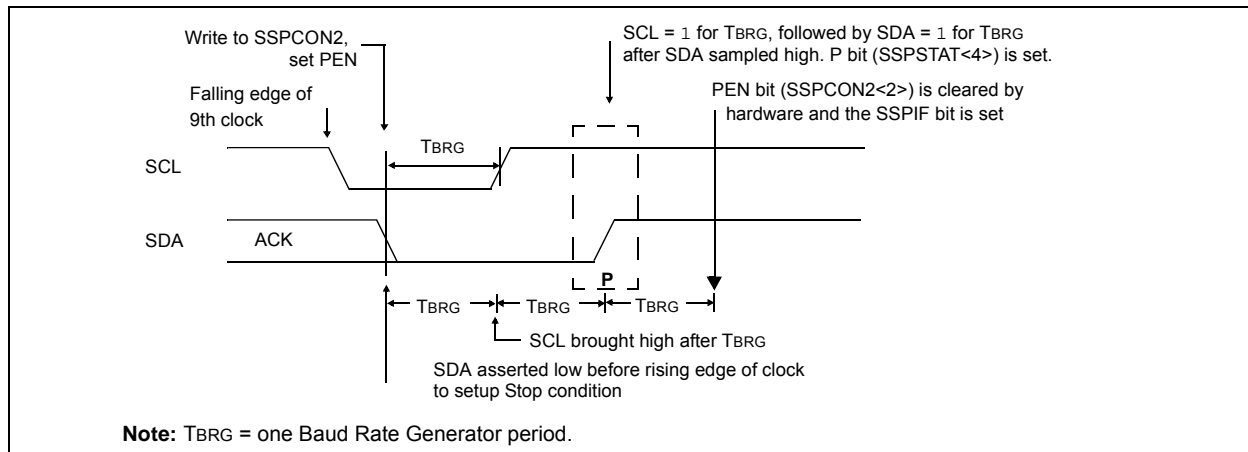 Write to SSPCON2,
set PEN
SCL = 1 for TBRG, followed by SDA = 1 for TBRG
after SDA sampled high. P bit (SSPSTAT<4>) is set.
Falling edge of
9th clock
PEN bit (SSPCON2<2>) is cleared by
hardware and the SSPIF bit is set
TBRG
SCL
SDA
ACK
P
TBRG
TBRG
TBRG
SCL brought high after TBRG
SDA asserted low before rising edge of clock
to setup Stop condition
Note: TBRG = one Baud Rate Generator period.